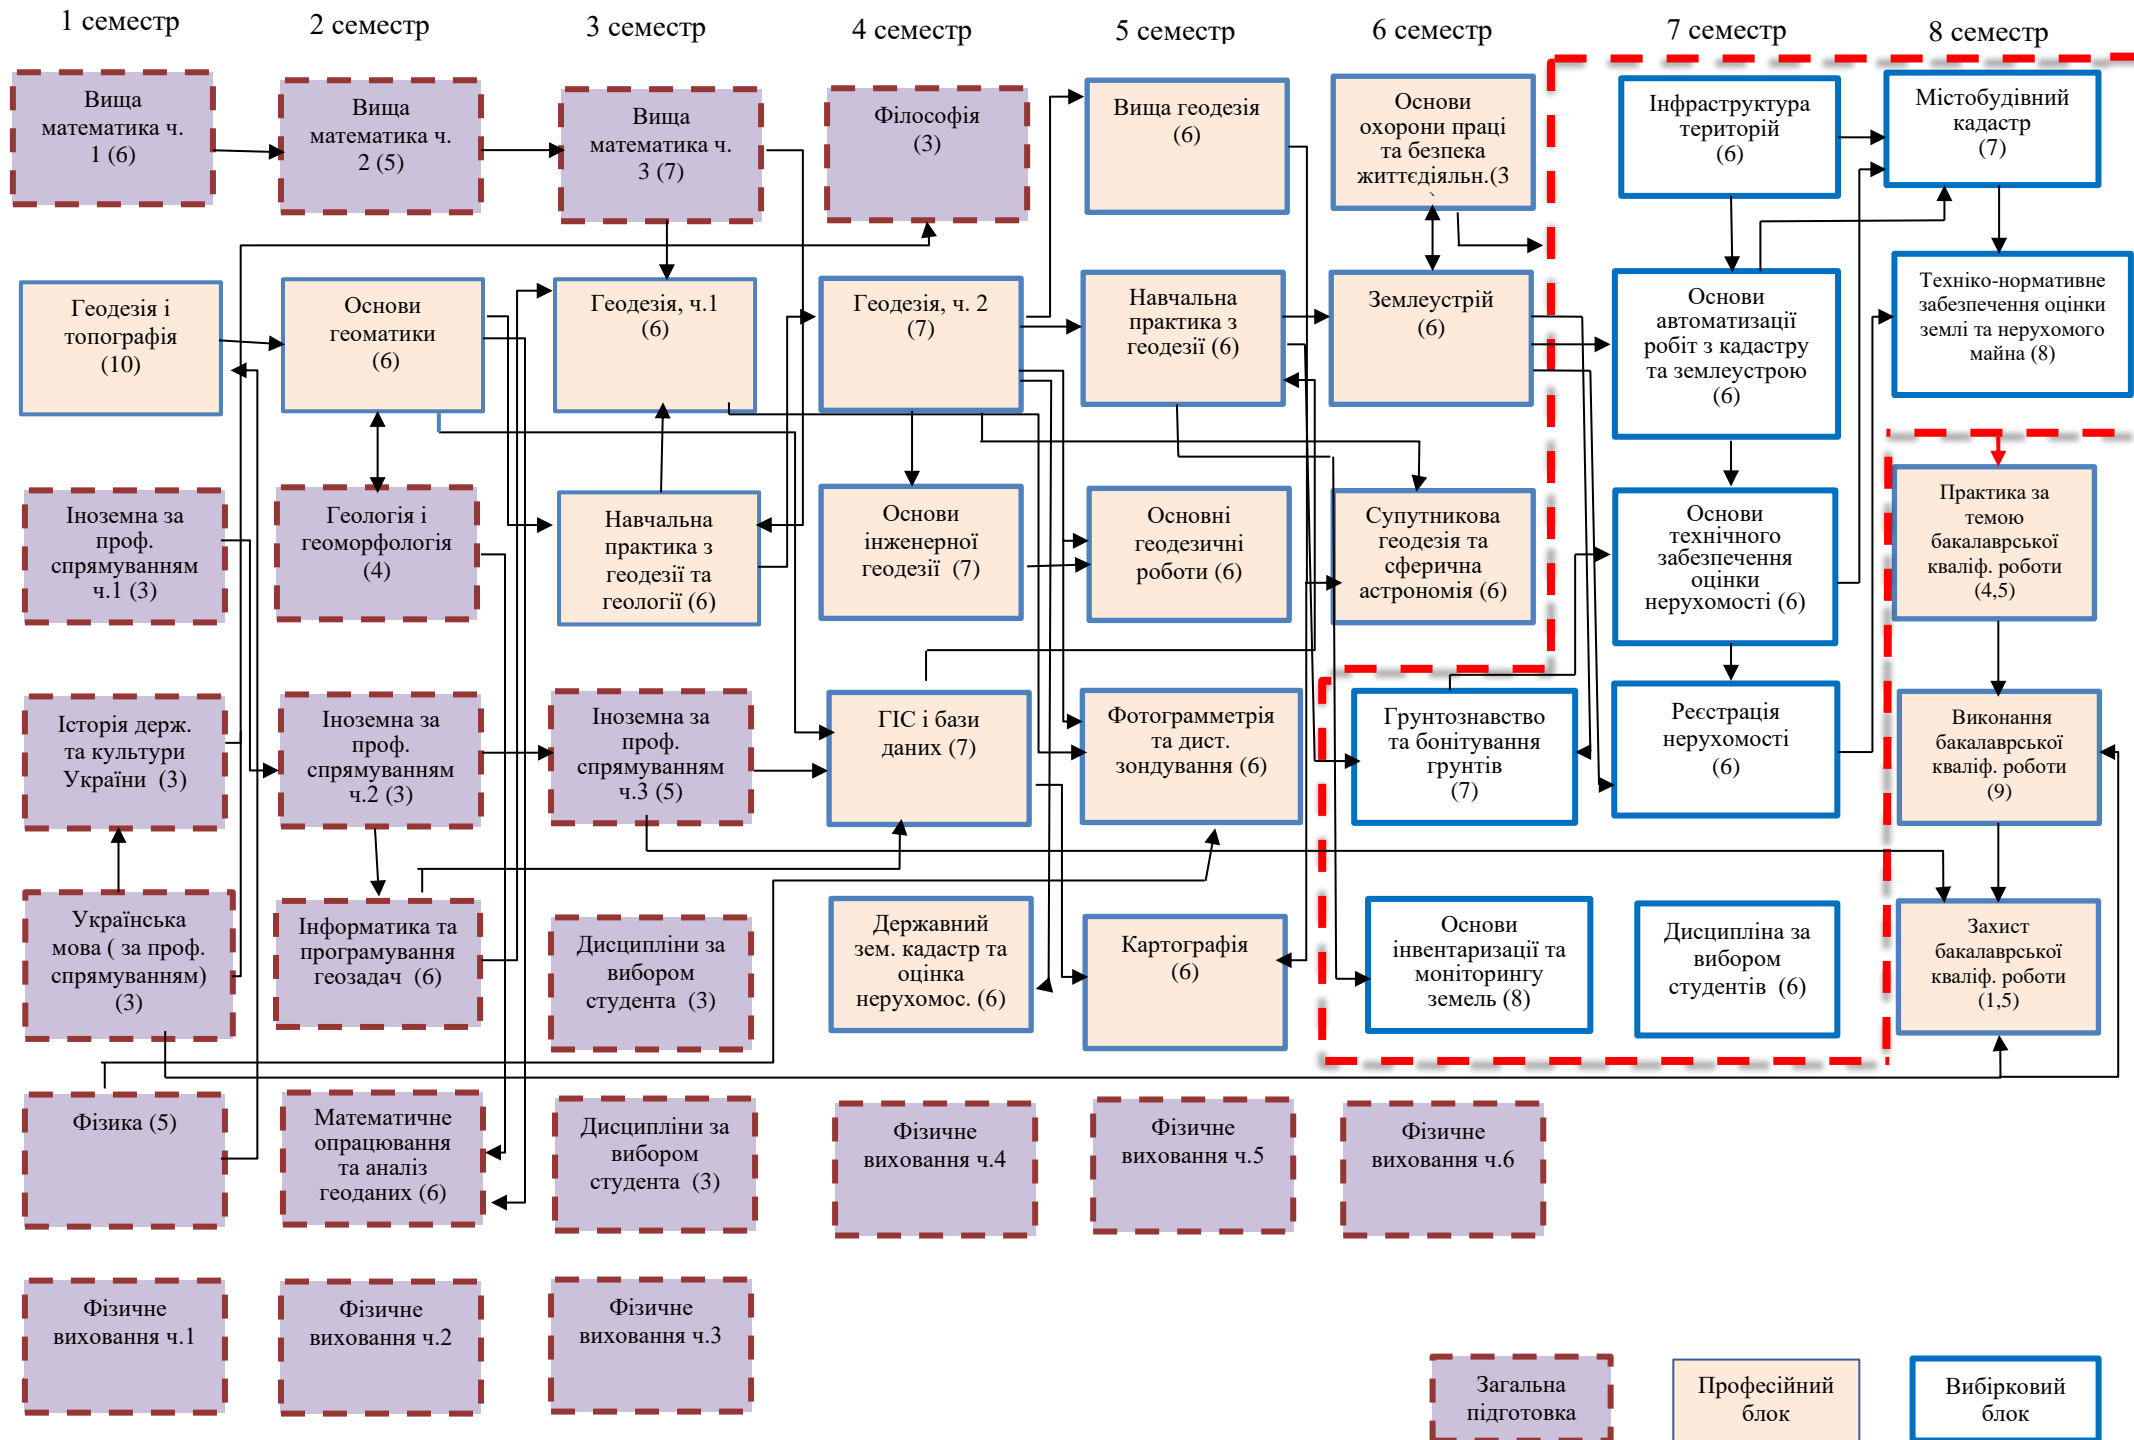 1 семестр
2 семестр
3 семестр
4 семестр
5 семестр
6 семестр
7 семестр
8 семестр
Вища
математика ч.
1 (6)
Вища
математика ч.
2 (5)
Вища
математика ч.
3 (7)
Філософія
(3)
Вища геодезія
(6)
Основи
охорони праці
та безпека
життєдіяльн.(3
Інфраструктура
територій
(6)
Містобудівний
кадастр
(7)
Геодезія і
топографія
(10)
Основи
геоматики
(6)
Геодезія, ч.1
(6)
Геодезія, ч. 2
(7)
Навчальна
практика з
геодезії (6)
Землеустрій
(6)
Основи
автоматизації
робіт з кадастру
та землеустрою
(6)
Техніко-нормативне
забезпечення оцінки
землі та нерухомого
майна (8)
Іноземна за
проф.
спрямуванням
ч.1 (3)
Геологія і
геоморфологія
(4)
Навчальна
практика з
геодезії та
геології (6)
Основи
інженерної
геодезії (7)
Основні
геодезичні
роботи (6)
Супутникова
геодезія та
сферична
астрономія (6)
Основи
технічного
забезпечення
оцінки
нерухомості (6)
Практика за
темою
бакалаврської
кваліф. роботи
(4,5)
Історія держ.
та культури
України (3)
Іноземна за
проф.
спрямуванням
ч.2 (3)
Іноземна за
проф.
спрямуванням
ч.3 (5)
ГІС і бази
даних (7)
Фотограмметрія
та дист.
зондування (6)
Грунтознавство
та бонітування
грунтів
(7)
Реєстрація
нерухомості
(6)
Виконання
бакалаврської
кваліф. роботи
(9)
Українська
мова ( за проф.
спрямуванням)
(3)
Інформатика та
програмування
геозадач (6)
Дисципліни за
вибором
студента (3)
Державний
зем. кадастр та
оцінка
нерухомос. (6)
Картографія
(6)
Основи
інвентаризації та
моніторингу
земель (8)
Дисципліна за
вибором
студентів (6)
Захист
бакалаврської
кваліф. роботи
(1,5)
Фізика (5)
Математичне
опрацювання
та аналіз
геоданих (6)
Дисципліни за
вибором
студента (3)
Фізичне
виховання ч.4
Фізичне
виховання ч.5
Фізичне
виховання ч.6
Фізичне
виховання ч.1
Фізичне
виховання ч.2
Фізичне
виховання ч.3
Загальна
підготовка
Професійний
блок
Вибірковий
блок